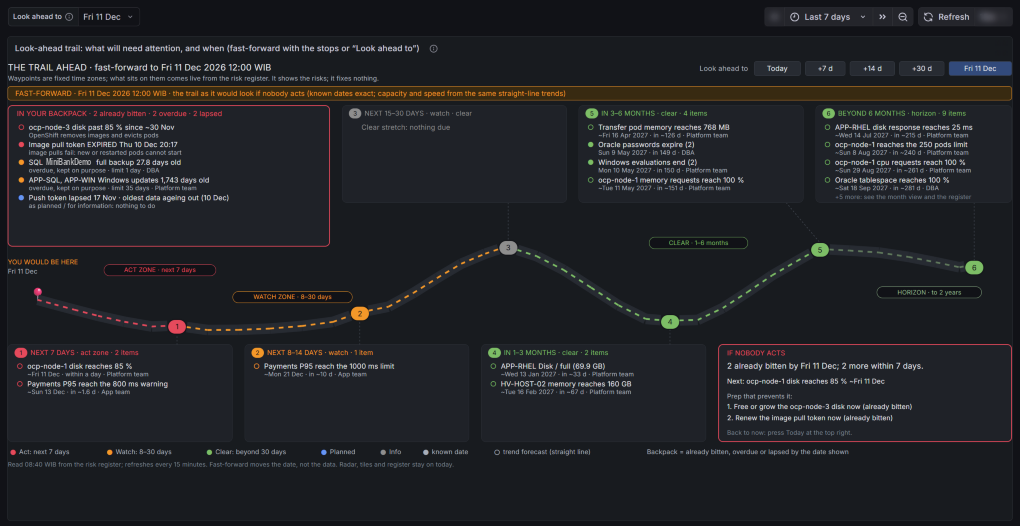 Look ahead to
Fri 11 Dec
Last 7 days
Refresh
Look-ahead trail: what will need attention, and when (fast-forward with the stops or “Look ahead to”)
THE TRAIL AHEAD · fast-forward to Fri 11 Dec 2026 12:00 WIB
Waypoints are fixed time zones; what sits on them comes live from the risk register. It shows the risks; it fixes nothing.
Look ahead to
Today
+7 d
+14 d
+30 d
Fri 11 Dec
FAST-FORWARD · Fri 11 Dec 2026 12:00 WIB · the trail as it would look if nobody acts (known dates exact; capacity and speed from the same straight-line trends)
IN YOUR BACKPACK · 2 already bitten · 2 overdue · 2 lapsed
ocp-node-3 disk past 85 % since ~30 Nov
OpenShift removes images and evicts pods
Image pull token EXPIRED Thu 10 Dec 20:17
image pulls fail: new or restarted pods cannot start
SQL MiniBankDemo full backup 27.8 days old
overdue, kept on purpose · limit 1 day · DBA
APP-SQL, APP-WIN Windows updates 1,743 days old
overdue, kept on purpose · limit 35 days · Platform team
Push token lapsed 17 Nov · oldest data ageing out (10 Dec)
as planned / for information: nothing to do
3 NEXT 15-30 DAYS · watch · clear
Clear stretch: nothing due
5 IN 3-6 MONTHS · clear · 4 items
Transfer pod memory reaches 768 MB
~Fri 16 Apr 2027 · in ~126 d · Platform team
Oracle passwords expire (2)
Sun 9 May 2027 · in 149 d · DBA
Windows evaluations end (2)
Mon 10 May 2027 · in 150 d · Platform team
ocp-node-1 memory requests reach 100 %
~Tue 11 May 2027 · in ~151 d · Platform team
6 BEYOND 6 MONTHS · horizon · 9 items
APP-RHEL disk response reaches 25 ms
~Wed 14 Jul 2027 · in ~215 d · Platform team
ocp-node-1 reaches the 250 pods limit
~Sun 8 Aug 2027 · in ~240 d · Platform team
ocp-node-1 cpu requests reach 100 %
~Sun 29 Aug 2027 · in ~261 d · Platform team
Oracle tablespace reaches 100 %
~Sat 18 Sep 2027 · in ~281 d · DBA
+5 more: see the month view and the register
YOU WOULD BE HERE
Fri 11 Dec
ACT ZONE · next 7 days
WATCH ZONE · 8-30 days
CLEAR · 1-6 months
HORIZON · to 2 years
1
2
3
4
5
6
1 NEXT 7 DAYS · act zone · 2 items
ocp-node-1 disk reaches 85 %
~Fri 11 Dec · within a day · Platform team
Payments P95 reach the 800 ms warning
~Sun 13 Dec · in ~1.6 d · App team
2 NEXT 8-14 DAYS · watch · 1 item
Payments P95 reach the 1000 ms limit
~Mon 21 Dec · in ~10 d · App team
4 IN 1-3 MONTHS · clear · 2 items
APP-RHEL Disk / full (69.9 GB)
~Wed 13 Jan 2027 · in ~33 d · Platform team
HV-HOST-02 memory reaches 160 GB
~Tue 16 Feb 2027 · in ~67 d · Platform team
IF NOBODY ACTS
2 already bitten by Fri 11 Dec; 2 more within 7 days.
Next: ocp-node-1 disk reaches 85 % ~Fri 11 Dec
Prep that prevents it:
1. Free or grow the ocp-node-3 disk now (already bitten)
2. Renew the image pull token now (already bitten)
Back to now: press Today at the top right.
Act: next 7 days
Watch: 8-30 days
Clear: beyond 30 days
Planned
Info
known date
trend forecast (straight line)
Backpack = already bitten, overdue or lapsed by the date shown
Read 08:40 WIB from the risk register; refreshes every 15 minutes. Fast-forward moves the date, not the data. Radar, tiles and register stay on today.